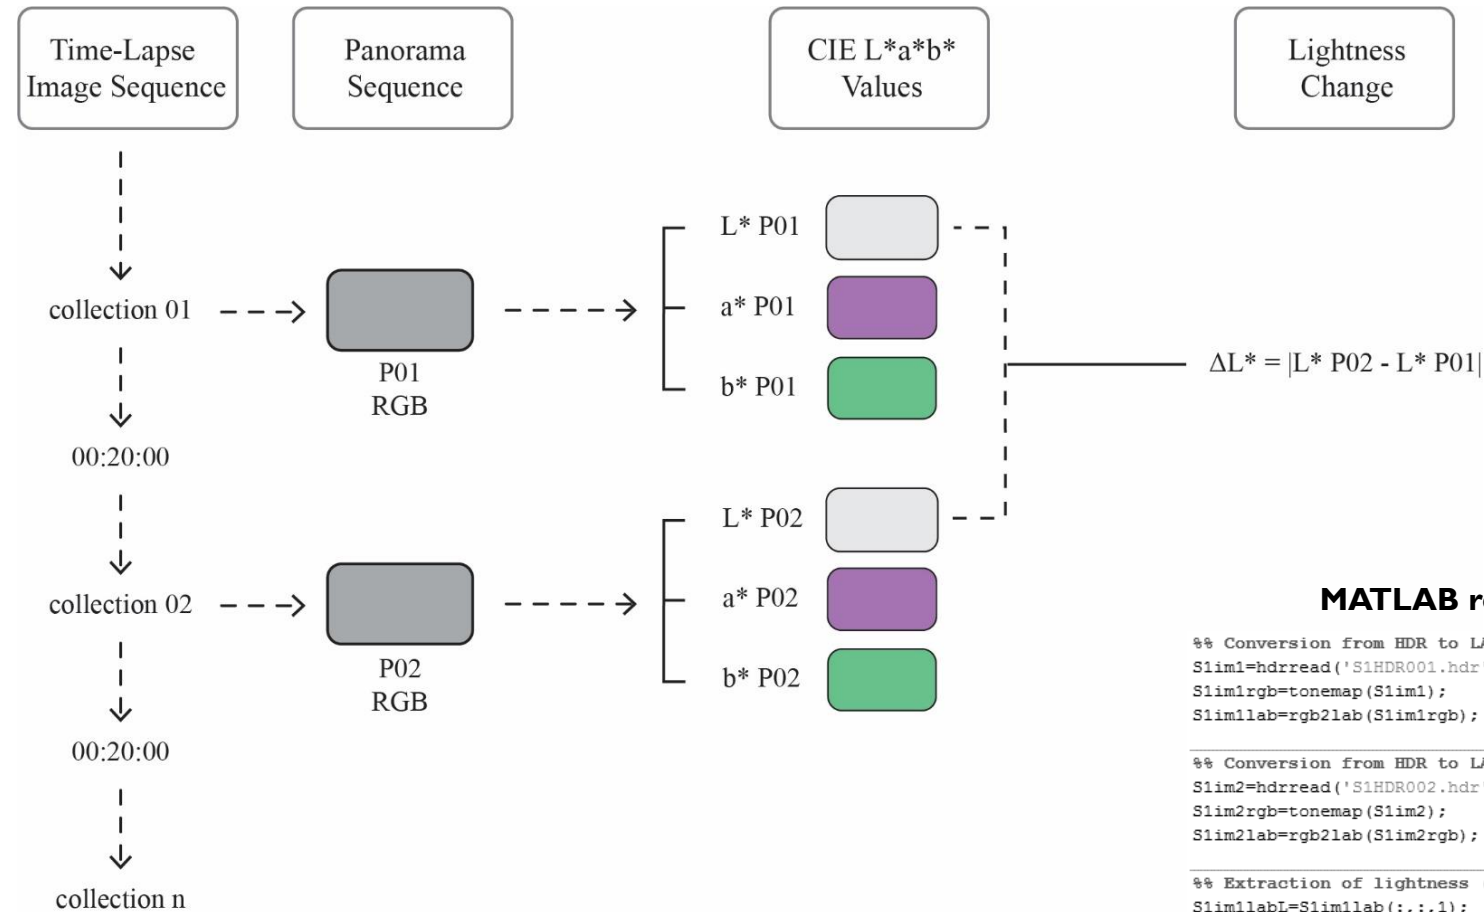 Time-Lapse
Image Sequence
Panorama
Sequence
CIE L*a*b*
Values
Lightness
Change
collection 01
P01
RGB
L* P01
a* P01
b* P01
ΔL* = |L* P02 - L* P01|
00:20:00
collection 02
P02
RGB
L* P02
a* P02
b* P02
00:20:00
collection n
MATLAB
%% Conversion from HDR to
S1im1=hdrread('S1HDR001.hdr'
S1im1rgb=tonemap(S1im1);
S1im1lab=rgb2lab(S1im1rgb);
%% Conversion from HDR to
S1im2=hdrread('S1HDR002.hdr'
S1im2rgb=tonemap(S1im2);
S1im2lab=rgb2lab(S1im2rgb);
%% Extraction of lightness
S1im1labL=S1im1lab(:,:,1);